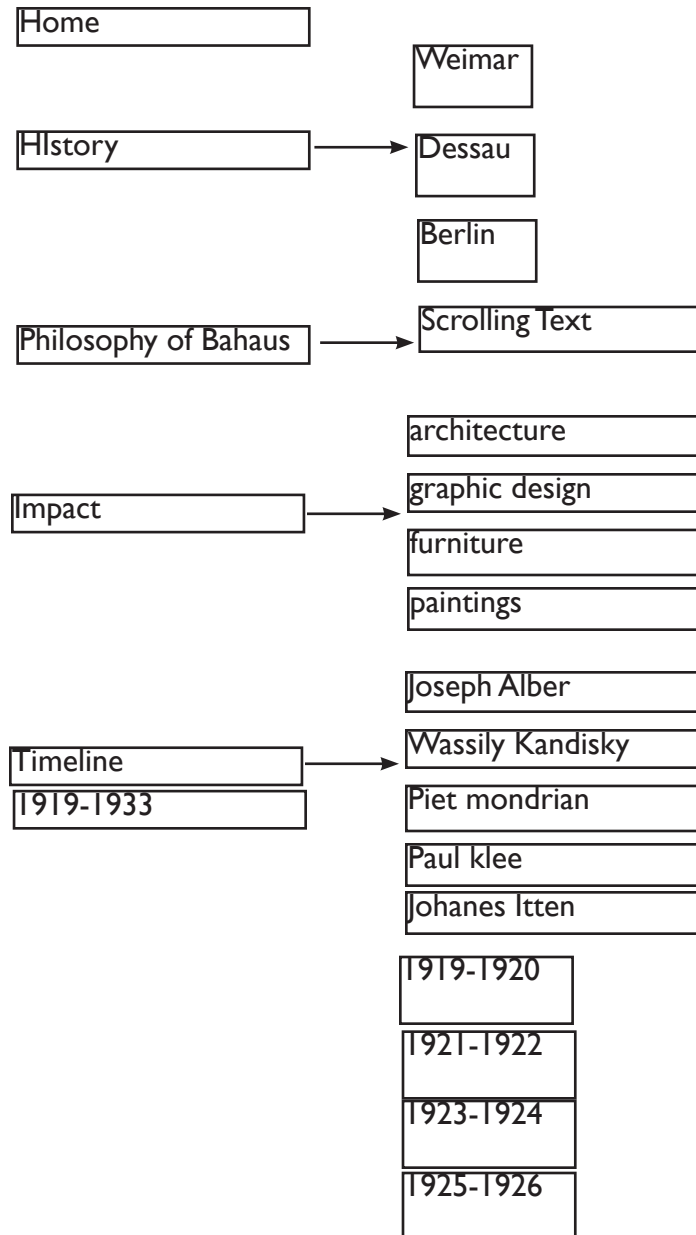 Home
Weimar
HIstory
Dessau
Berlin
Scrolling Text
Philosophy of Bahaus
architecture
graphic design
Impact
furniture
paintings
Joseph Alber
Wassily Kandisky
Timeline
1919-1933
Piet mondrian
Paul klee
Johanes Itten
1919-1920
1921-1922
1923-1924
1925-1926